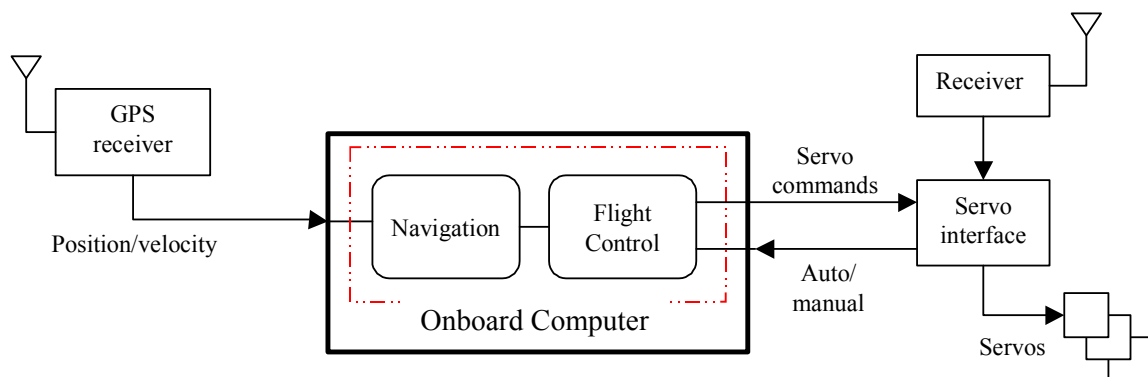 GPS
receiver
Position/velocity
Navigation
Flight
Control
Onboard Computer
Servo
commands
Auto/
manual
Receiver
Servo
interface
Servos